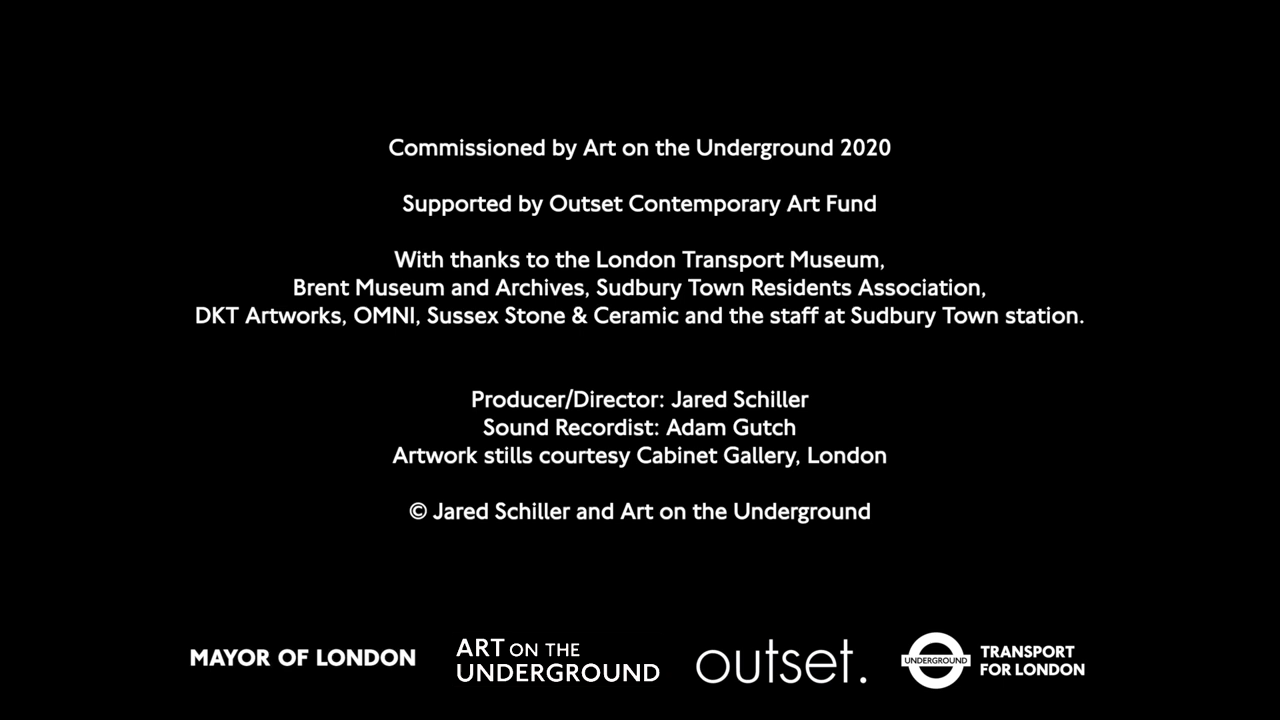 Commissioned by Art on the Underground 2020
Supported by Outset Contemporary Art Fund
With thanks to the London Transport Museum,
Brent Museum and Archives, Sudbury Town Residents Association,
DKT Artworks, OMNI, Sussex Stone & Ceramic and the staff at Sudbury Town station.
Producer/Director: Jared Schiller
Sound Recordist: Adam Gutch
Artwork stills courtesy Cabinet Gallery, London
© Jared Schiller and Art on the Underground
MAYOR OF LONDON
ART ON THE
UNDERGROUND
outset.
UNDERGROUND
TRANSPORT
FOR LONDON